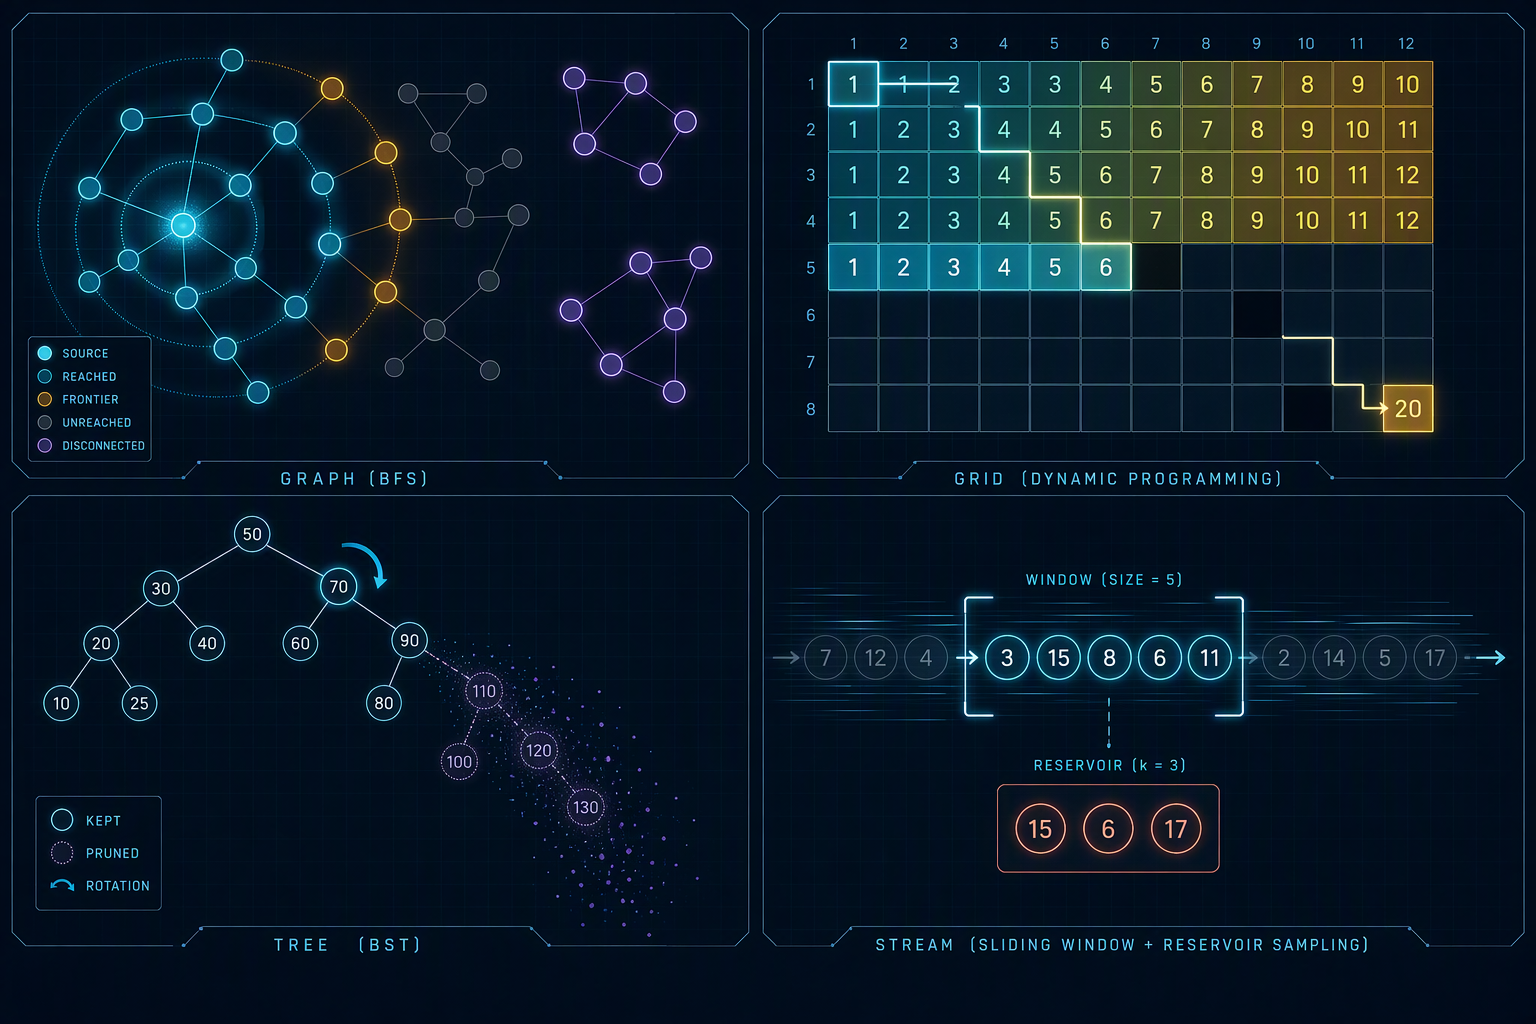 SOURCE
REACHED
FRONTIER
UNREACHED
DISCONNECTED
GRAPH (BFS)
1 2 3 4 5 6 7 8 9 10 11 12
1 1 1 2 3 3 4 5 6 7 8 9 10
2 1 2 3 4 4 5 6 7 8 9 10 11
3 1 2 3 4 5 6 7 8 9 10 11 12
4 1 2 3 4 5 6 7 8 9 10 11 12
5 1 2 3 4 5 6
6
7
8 20
GRID (DYNAMIC PROGRAMMING)
50
30 70
20 40 60 90
10 25 80 110
100 120
130
KEPT
PRUNED
ROTATION
TREE (BST)
WINDOW (SIZE = 5)
7 12 4 3 15 8 6 11 2 14 5 17
RESERVOIR (k = 3)
15 6 17
STREAM (SLIDING WINDOW + RESERVOIR SAMPLING)